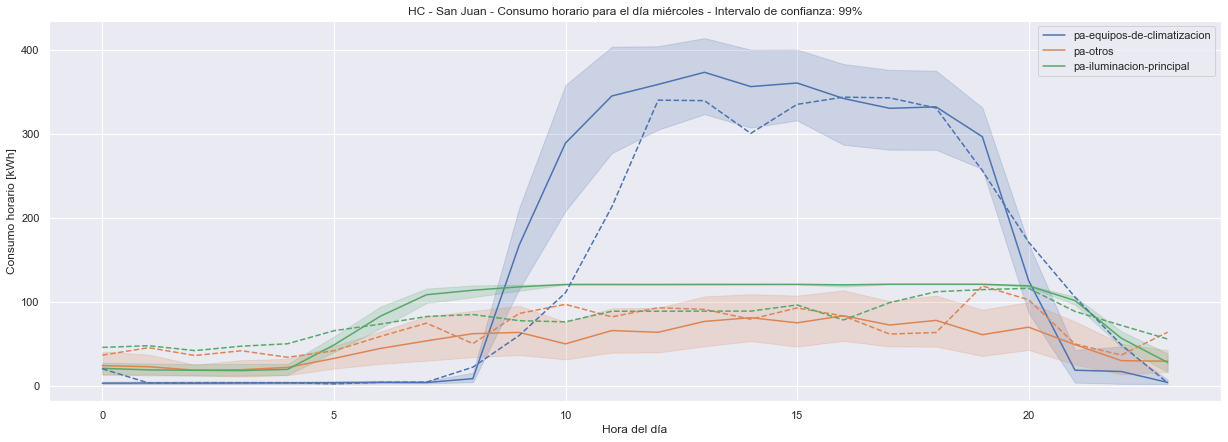 HC - San Juan - Consumo horario para el día miércoles - Intervalo de confianza: 99%
pa-equipos-de-climatizacion
pa-otros
pa-iluminacion-principal
Consumo horario [kWh]
400
300
200
100
0
0 5 10 15 20
Hora del día